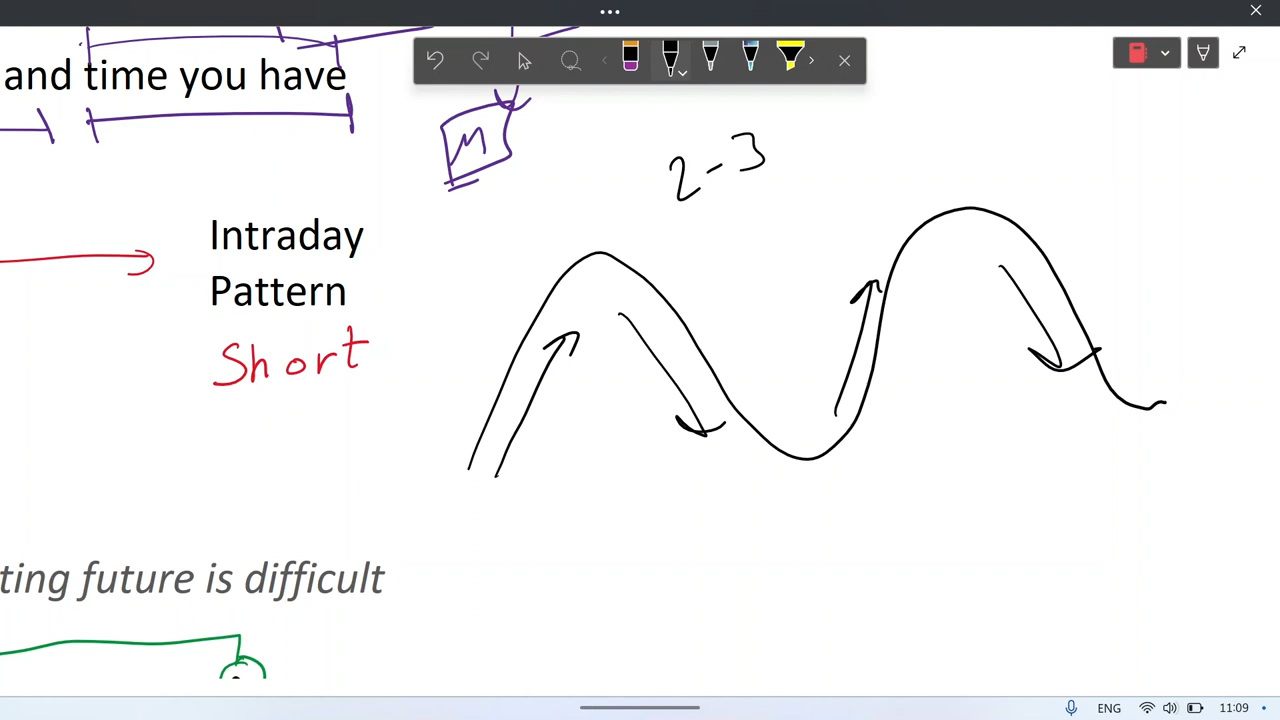 and time you have
M
2-3
Intraday
Pattern
Short
ting future is difficult
ENG
11:09